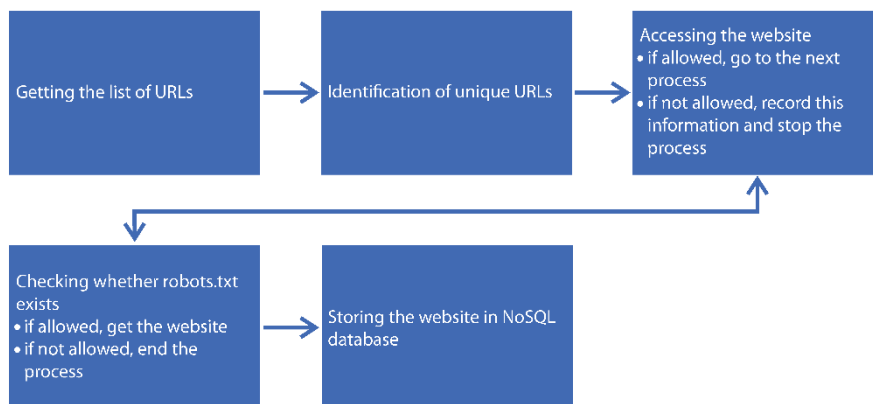 Getting the list of URLs
Identification of unique URLs
Accessing the website
• if allowed, go to the next
process
• if not allowed, record this
information and stop the
process
Checking whether robots.txt
exists
• if allowed, get the website
• if not allowed, end the
process
Storing the website in NoSQL
database